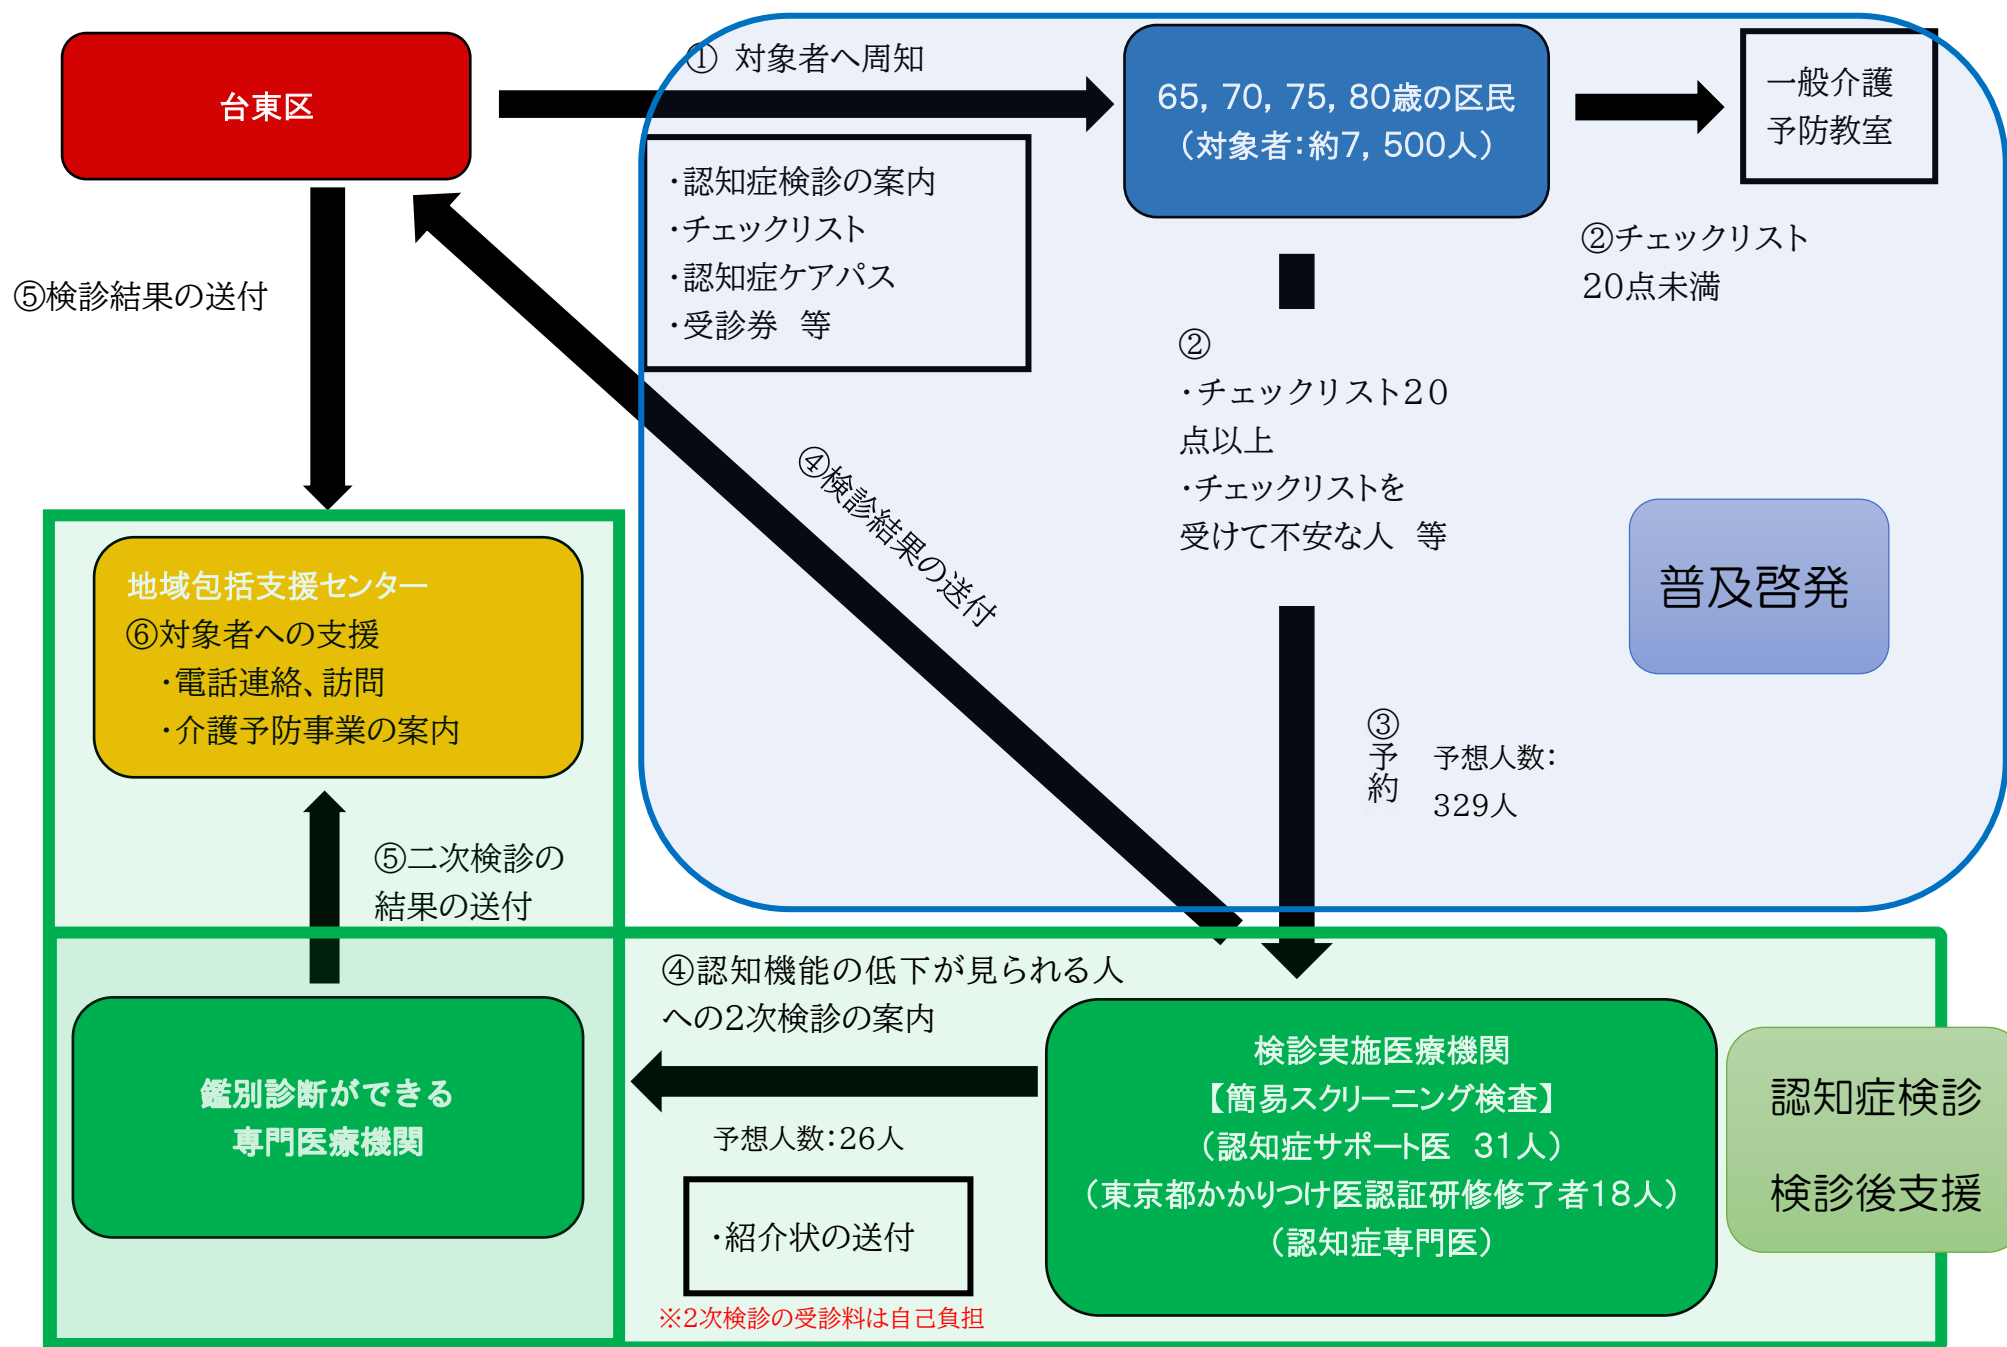 台東区
① 対象者へ周知
65, 70, 75, 80歳の区民
（対象者：約7, 500人）
一般介護
予防教室
・認知症検診の案内
・チェックリスト
・認知症ケアパス
・受診券　等
②チェックリスト
20点未満
⑤検診結果の送付
②
・チェックリスト20
点以上
・チェックリストを
受けて不安な人　等
④検診結果の送付
普及啓発
地域包括支援センター
⑥対象者への支援
・電話連絡、訪問
・介護予防事業の案内
③予約
予想人数：
329人
⑤二次検診の
結果の送付
④認知機能の低下が見られる人
への2次検診の案内
鑑別診断ができる
専門医療機関
予想人数：26人
・紹介状の送付
※2次検診の受診料は自己負担
検診実施医療機関
【簡易スクリーニング検査】
（認知症サポート医　31人）
（東京都かかりつけ医認証研修修了者18人）
（認知症専門医）
認知症検診
検診後支援